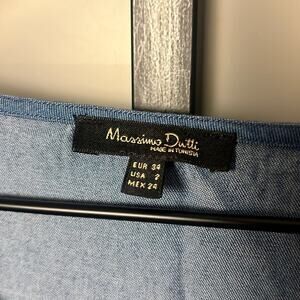 Massimo Dutti
MADE IN TUNISIA
EUR 34
USA 2
MEX 24